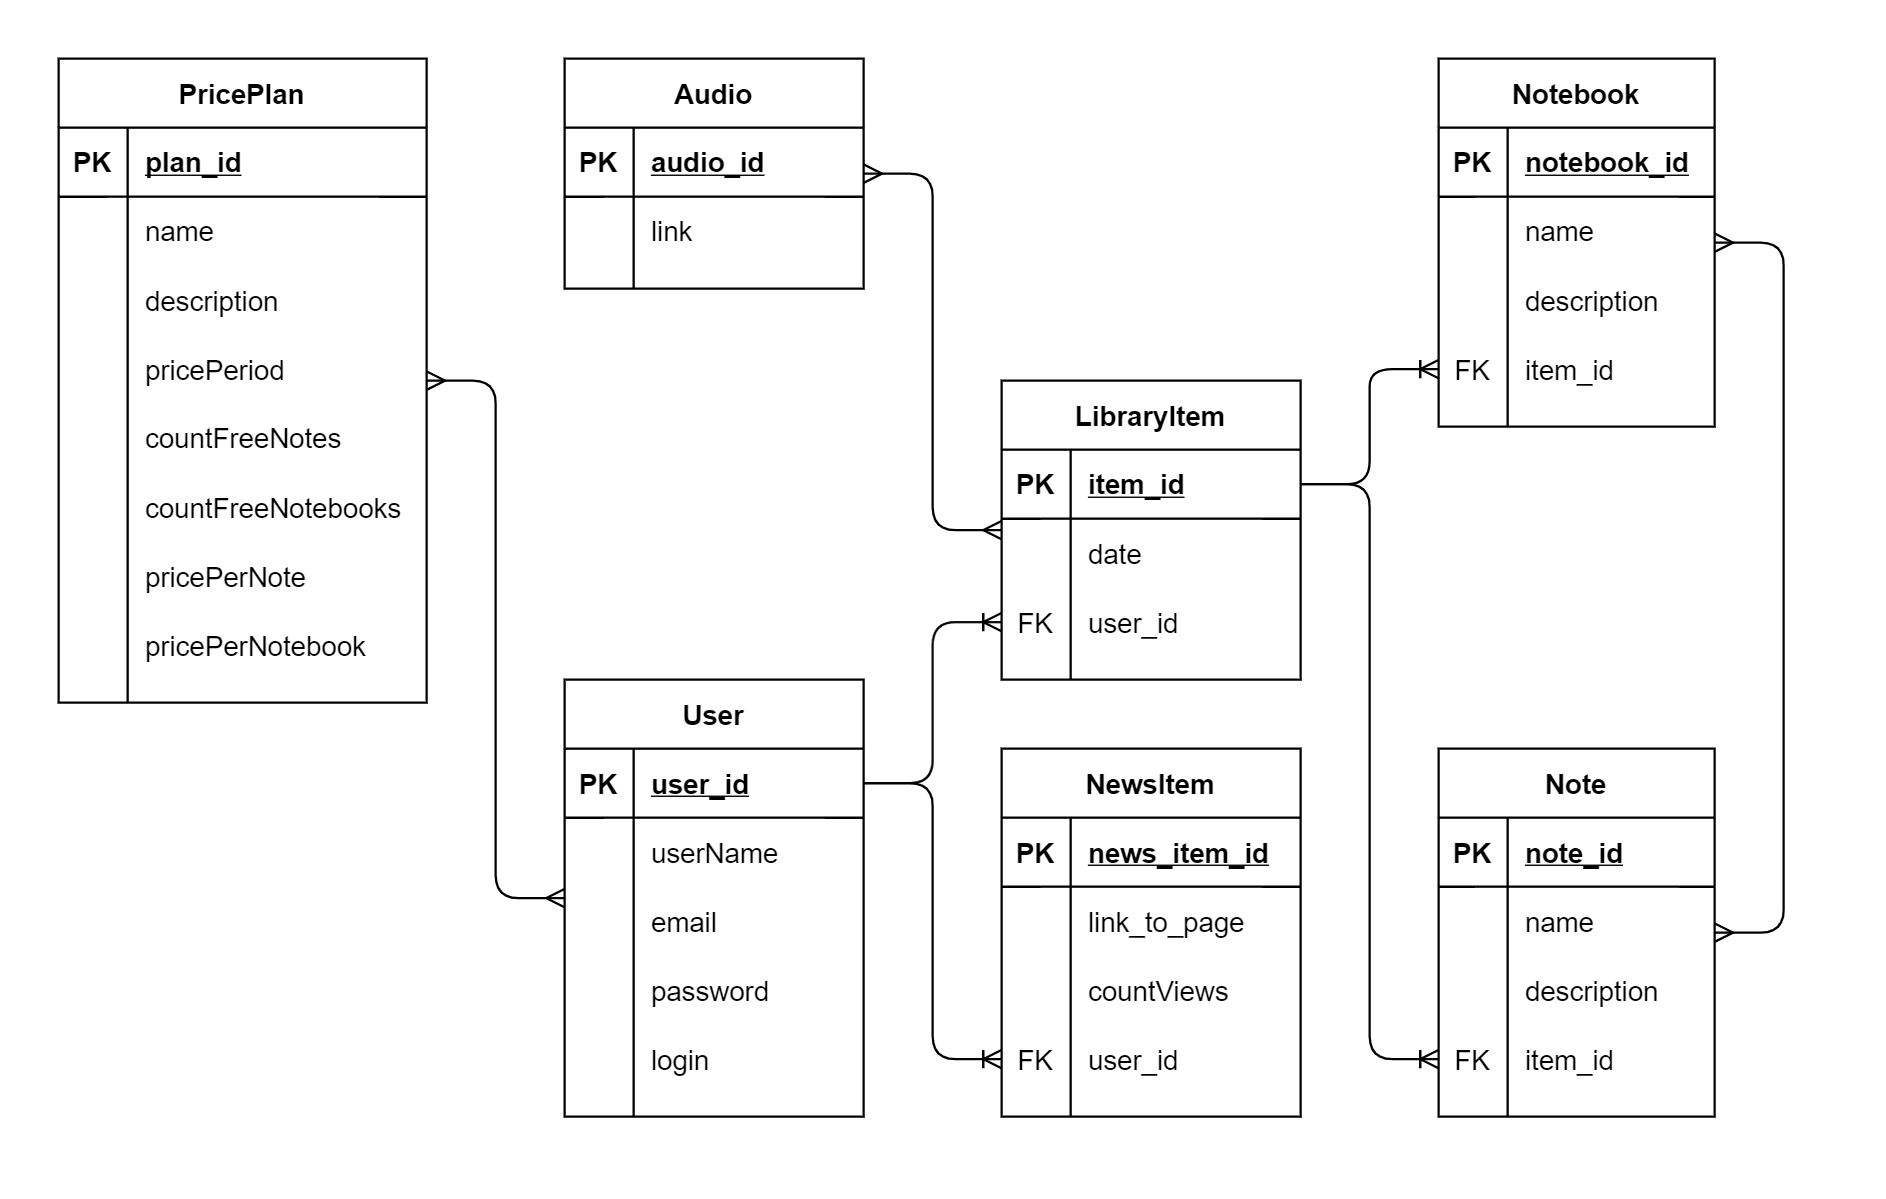 PricePlan
PK plan_id
name
description
pricePeriod
countFreeNotes
countFreeNotebooks
pricePerNote
pricePerNotebook
Audio
PK audio_id
link
User
PK user_id
userName
email
password
login
LibraryItem
PK item_id
date
FK user_id
NewsItem
PK news_item_id
link_to_page
countViews
FK user_id
Notebook
PK notebook_id
name
description
FK item_id
Note
PK note_id
name
description
FK item_id